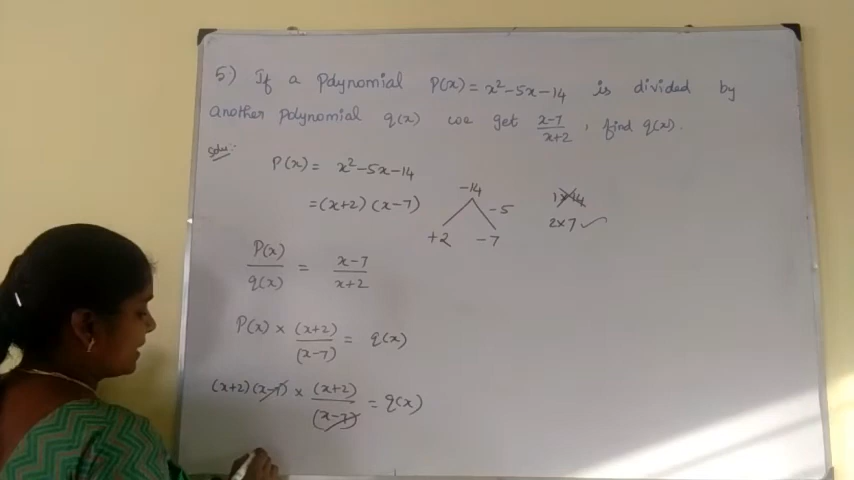 5) If a polynomial P(x) = x² - 5x - 14 is divided by
another polynomial q(x) we get (x-7)/(x+2), find q(x).
Soln:-
P(x) = x² - 5x - 14
= (x+2) (x-7)
-14
-5
+2 -7
1 x 14
2 x 7 ✓
P(x)/q(x) = (x-7)/(x+2)
P(x) x (x+2)/(x-7) = q(x)
(x+2) (x-7) x (x+2)/(x-7) = q(x)